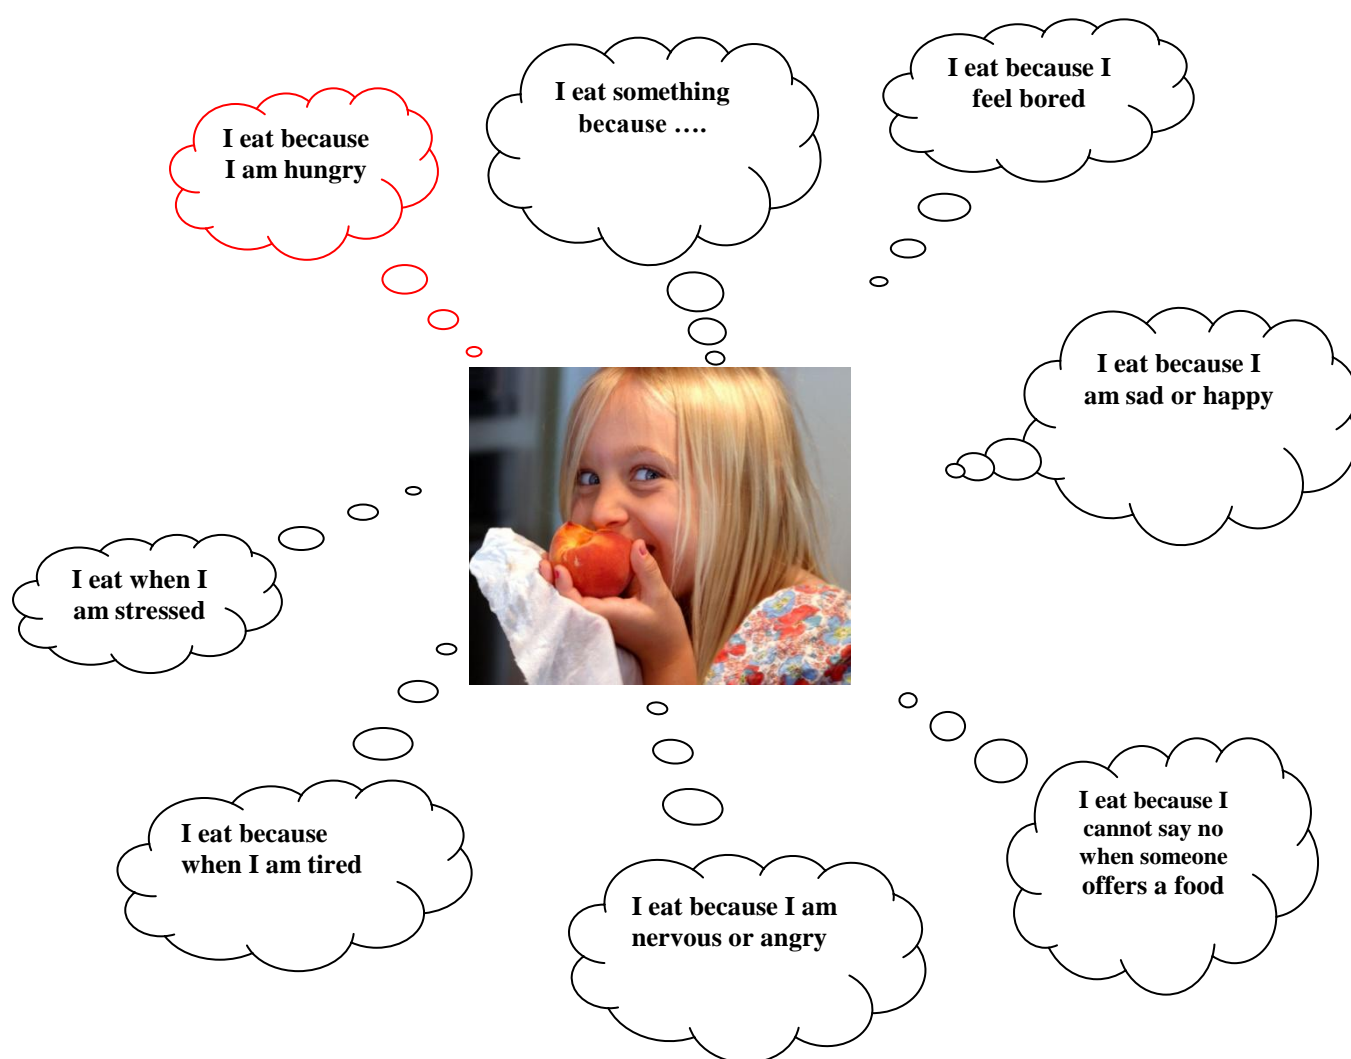 I eat because
I am hungry
I eat something
because ....
I eat because I
feel bored
I eat because I
am sad or happy
I eat when I
am stressed
I eat because
when I am tired
I eat because I am
nervous or angry
I eat because I
cannot say no
when someone
offers a food